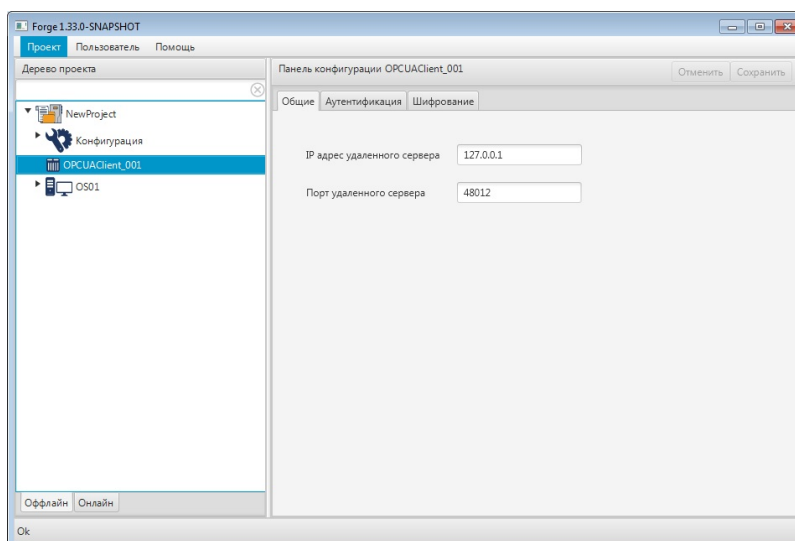 Forge 1.33.0-SNAPSHOT
Проект Пользователь Помощь
Дерево проекта
Панель конфигурации OPCUAClient_001
Отменить Сохранить
NewProject
Конфигурация
OPCUAClient_001
OS01
Общие Аутентификация Шифрование
IP адрес удаленного сервера 127.0.0.1
Порт удаленного сервера 48012
Оффлайн Онлайн
Ok